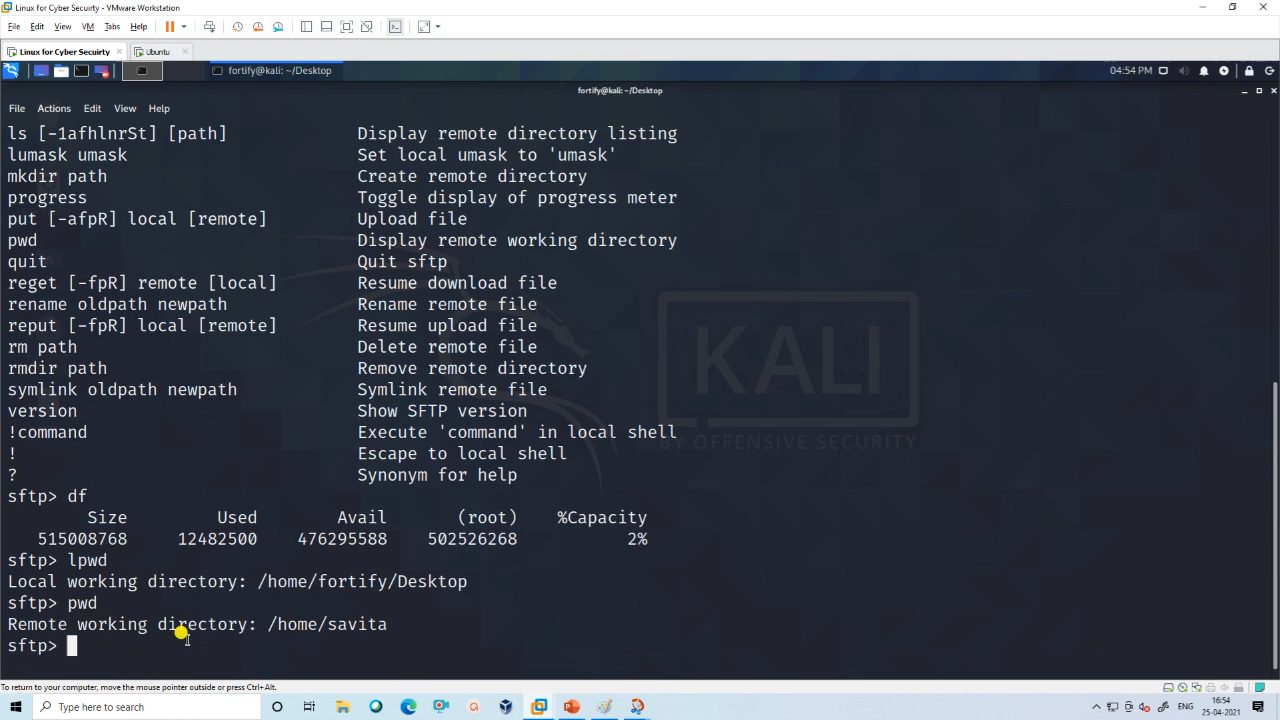 Linux for Cyber Secuirty - VMware Workstation
File Edit View VM Tabs Help
Linux for Cyber Secuirty Ubuntu
fortify@kali: ~/Desktop 04:54 PM
fortify@kali: ~/Desktop
File Actions Edit View Help
ls [-1afhlnrSt] [path] Display remote directory listing
lumask umask Set local umask to 'umask'
mkdir path Create remote directory
progress Toggle display of progress meter
put [-afpR] local [remote] Upload file
pwd Display remote working directory
quit Quit sftp
reget [-fpR] remote [local] Resume download file
rename oldpath newpath Rename remote file
reput [-fpR] local [remote] Resume upload file
rm path Delete remote file
rmdir path Remove remote directory
symlink oldpath newpath Symlink remote file
version Show SFTP version
!command Execute 'command' in local shell
! Escape to local shell
? Synonym for help
sftp> df
Size Used Avail (root) %Capacity
515008768 12482500 476295588 502526268 2%
sftp> lpwd
Local working directory: /home/fortify/Desktop
sftp> pwd
Remote working directory: /home/savita
sftp>
KALI
BY OFFENSIVE SECURITY
To return to your computer, move the mouse pointer outside or press Ctrl+Alt.
Type here to search
ENG
16:54
25-04-2021